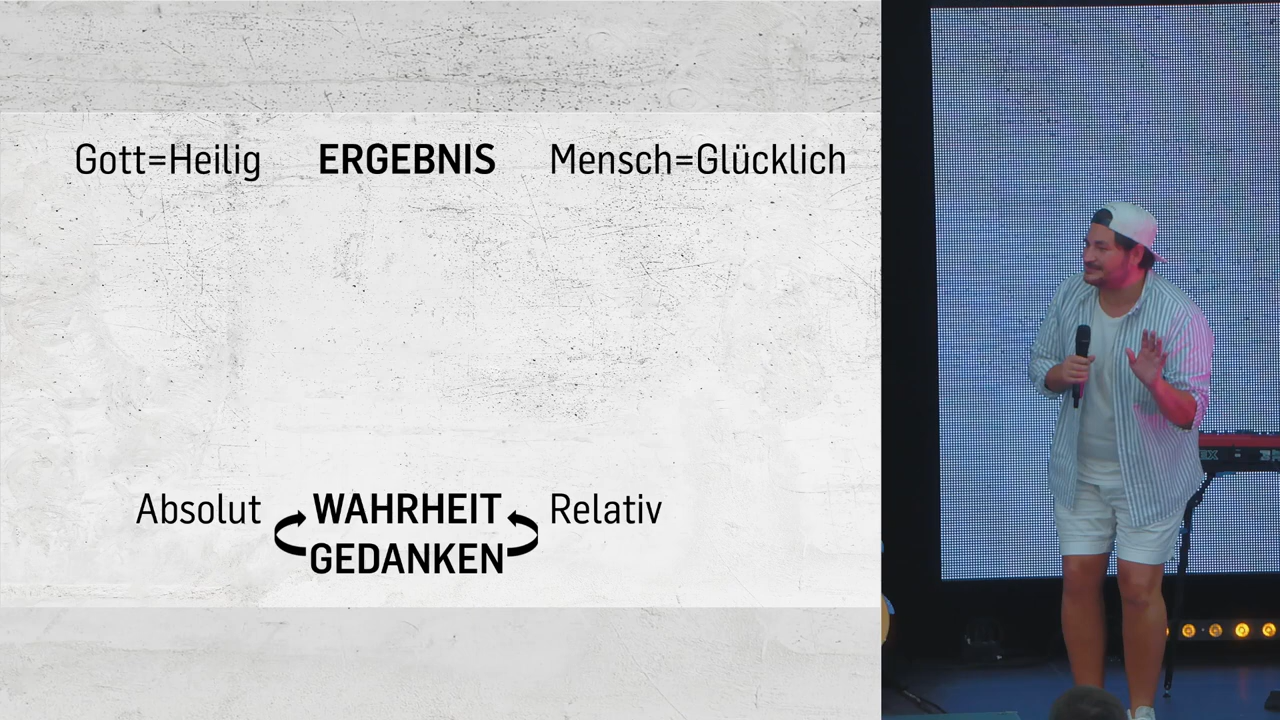 Gott=Heilig ERGEBNIS Mensch=Glücklich
Absolut WAHRHEIT Relativ
GEDANKEN